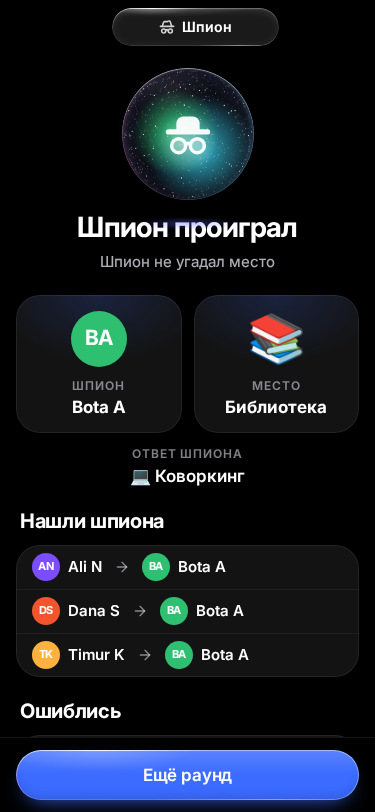 Шпион
Шпион проиграл
Шпион не угадал место
BA
ШПИОН
Bota A
МЕСТО
Библиотека
ОТВЕТ ШПИОНА
Коворкинг
Нашли шпиона
AN Ali N → BA Bota A
DS Dana S → BA Bota A
TK Timur K → BA Bota A
Ошиблись
Ещё раунд